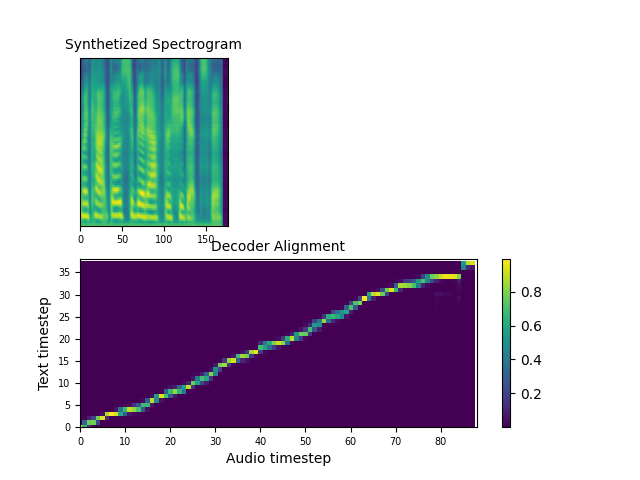 Synthetized Spectrogram
0 50 100 150
Decoder Alignment
35
30
25
20
15
10
5
0
Text timestep
0 10 20 30 40 50 60 70 80
Audio timestep
0.8
0.6
0.4
0.2